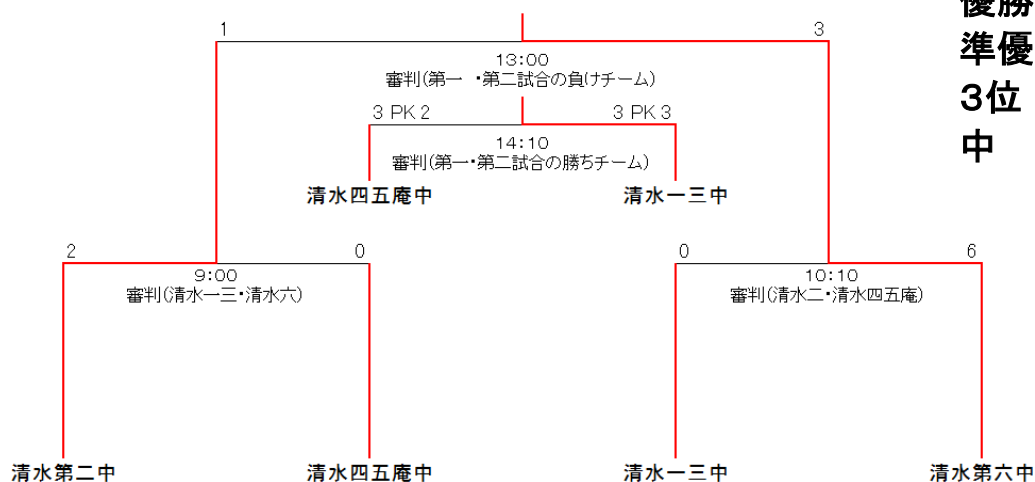 優勝
1 3
準優
13:00
審判(第一 ・第二試合の負けチーム)
3位
3 PK 2 3 PK 3
14:10
中
審判(第一・第二試合の勝ちチーム)
清水四五庵中 清水一三中
2 0 0 6
9:00 10:10
審判(清水一三・清水六) 審判(清水二・清水四五庵)
清水第二中 清水四五庵中 清水一三中 清水第六中